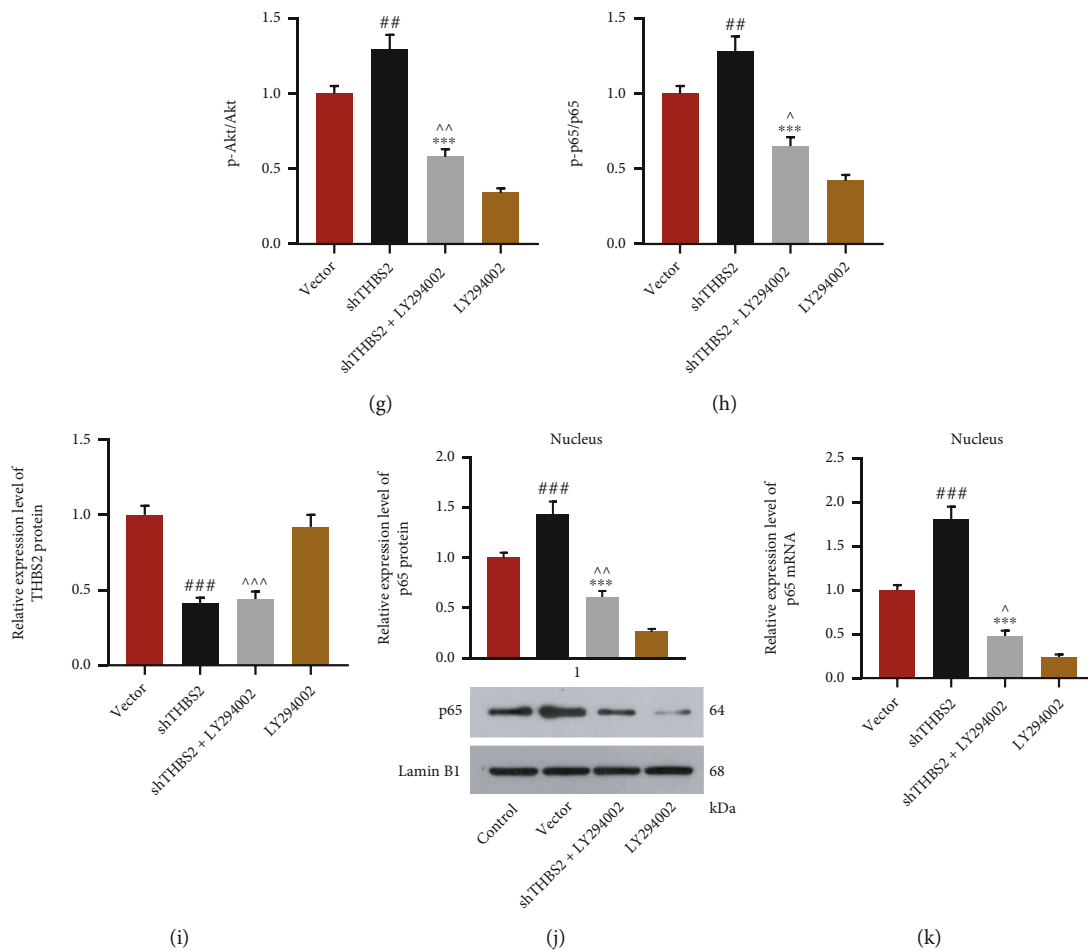 1.5
1.0
0.5
0.0
p-Akt/Akt
##
^^
***
Vector
shTHBS2
shTHBS2 + LY294002
LY294002
(g)
1.5
1.0
0.5
0.0
p-p65/p65
##
^
***
Vector
shTHBS2
shTHBS2 + LY294002
LY294002
(h)
1.5
1.0
0.5
0.0
Relative expression level of
THBS2 protein
###
^^^
Vector
shTHBS2
shTHBS2 + LY294002
LY294002
(i)
Nucleus
2.0
1.5
1.0
0.5
0.0
Relative expression level of
p65 protein
###
^^
***
1
p65
64
Lamin B1
68
kDa
Control
Vector
shTHBS2 + LY294002
LY294002
(j)
Nucleus
2.5
2.0
1.5
1.0
0.5
0.0
Relative expression level of
p65 mRNA
###
^
***
Vector
shTHBS2
shTHBS2 + LY294002
LY294002
(k)